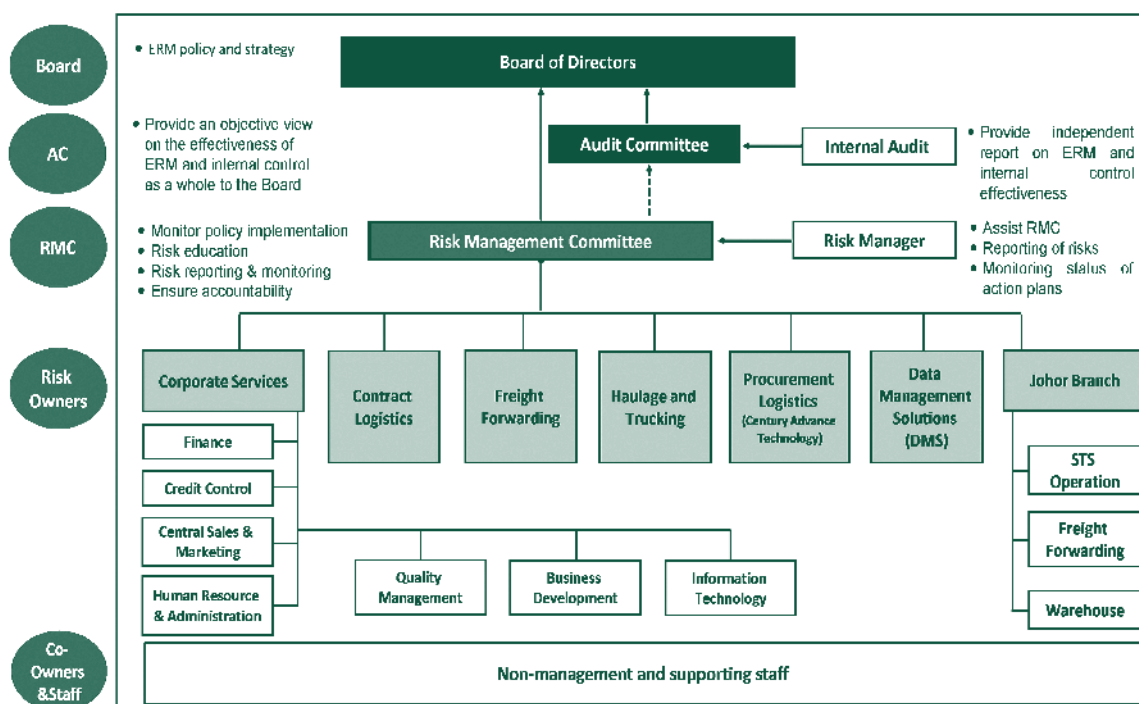 Board
• ERM policy and strategy
Board of Directors
AC
• Provide an objective view
on the effectiveness of
ERM and internal control
as a whole to the Board
Audit Committee
Internal Audit
• Provide independent
report on ERM and
internal control
effectiveness
RMC
• Monitor policy implementation
• Risk education
• Risk reporting & monitoring
• Ensure accountability
Risk Management Committee
Risk Manager
• Assist RMC
• Reporting of risks
• Monitoring status of
action plans
Risk
Owners
Corporate Services
Contract
Logistics
Freight
Forwarding
Haulage and
Trucking
Procurement
Logistics
(Century Advance
Technology)
Data
Management
Solutions
(DMS)
Johor Branch
Finance
Credit Control
Central Sales &
Marketing
Human Resource
& Administration
Quality
Management
Business
Development
Information
Technology
STS
Operation
Freight
Forwarding
Warehouse
Co-
Owners
&Staff
Non-management and supporting staff